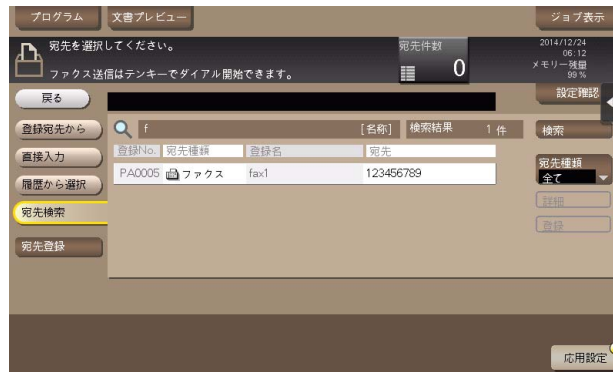 プログラム 文書プレビュー ジョブ表示
宛先を選択してください。
ファクス送信はテンキーでダイアル開始できます。
宛先件数
0
2014/12/24
06:12
メモリー残量
99 %
戻る
設定確認
登録宛先から
f [名称] 検索結果 1 件
検索
直接入力
登録No. 宛先種類 登録名 宛先
PA0005 ファクス fax1 123456789
宛先種類
全て
履歴から選択
詳細
宛先検索
登録
宛先登録
応用設定